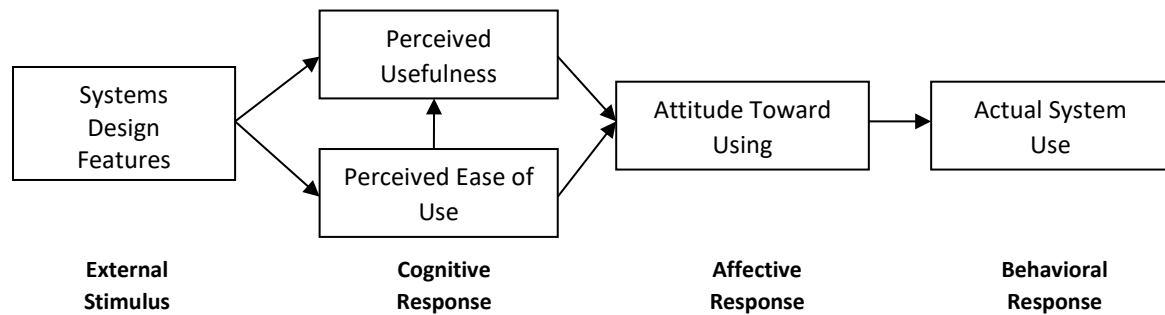 Perceived
Usefulness
Systems
Design
Features
Attitude Toward
Using
Actual System
Use
Perceived Ease of
Use
External
Stimulus
Cognitive
Response
Affective
Response
Behavioral
Response